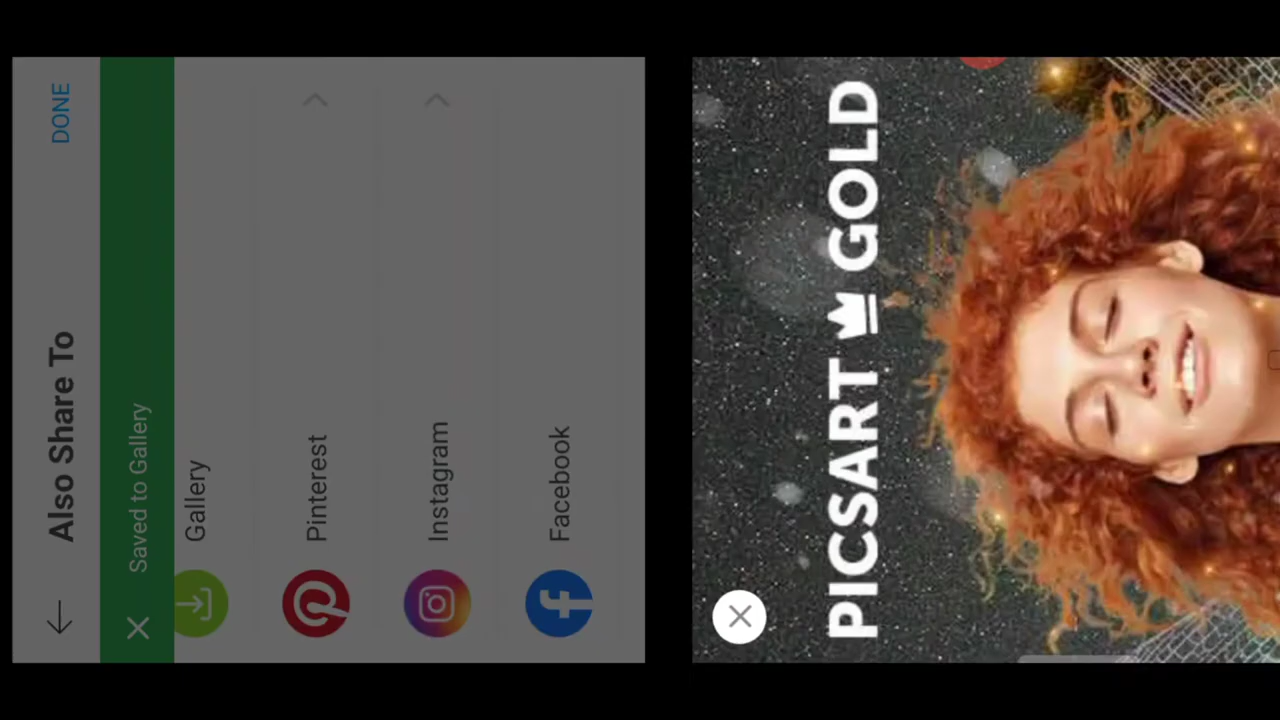 Also Share To
DONE
Saved to Gallery
Gallery
Pinterest
Instagram
Facebook
PICSART GOLD